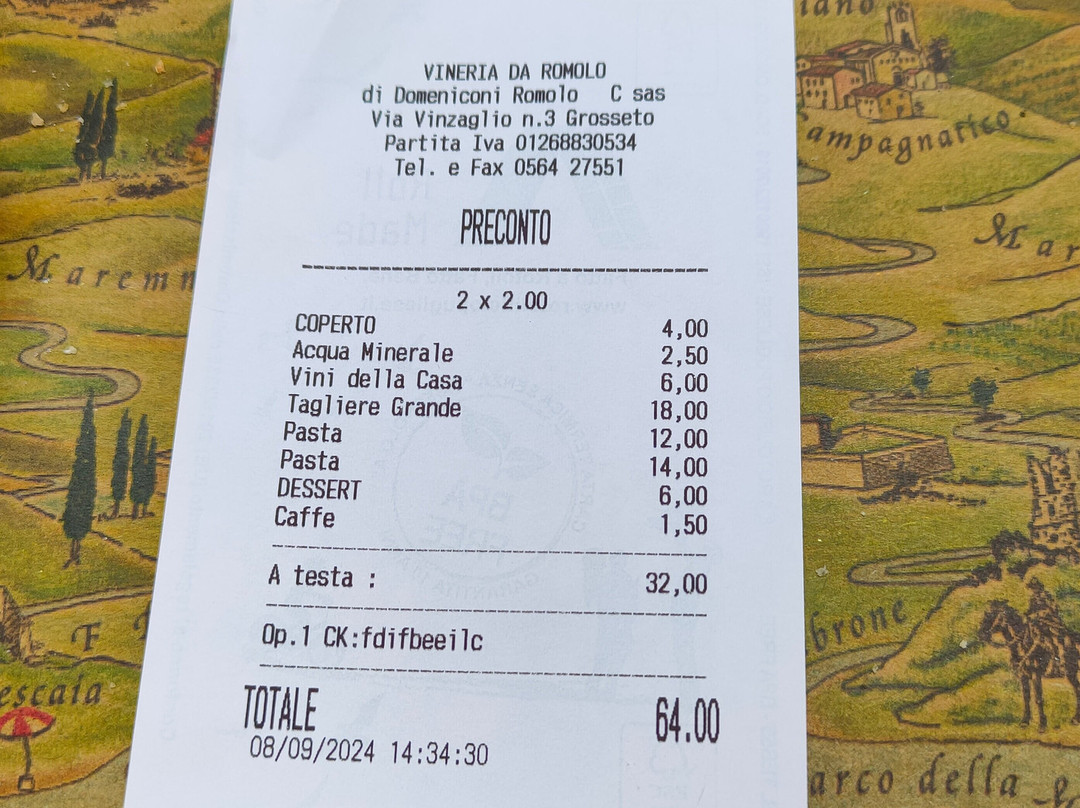 VINERIA DA ROMOLO
di Domeniconi Romolo C sas
Via Vinzaglio n.3 Grosseto
Partita Iva 01268830534
Tel. e Fax 0564 27551
PRECONTO
2 x 2.00
COPERTO 4,00
Acqua Minerale 2,50
Vini della Casa 6,00
Tagliere Grande 18,00
Pasta 12,00
Pasta 14,00
DESSERT 6,00
Caffe 1,50
A testa : 32,00
Op.1 CK:fdifbeeilc
TOTALE 64.00
08/09/2024 14:34:30
iano
Campagnatico
Maremm
Mar
brone
escaia
arco della